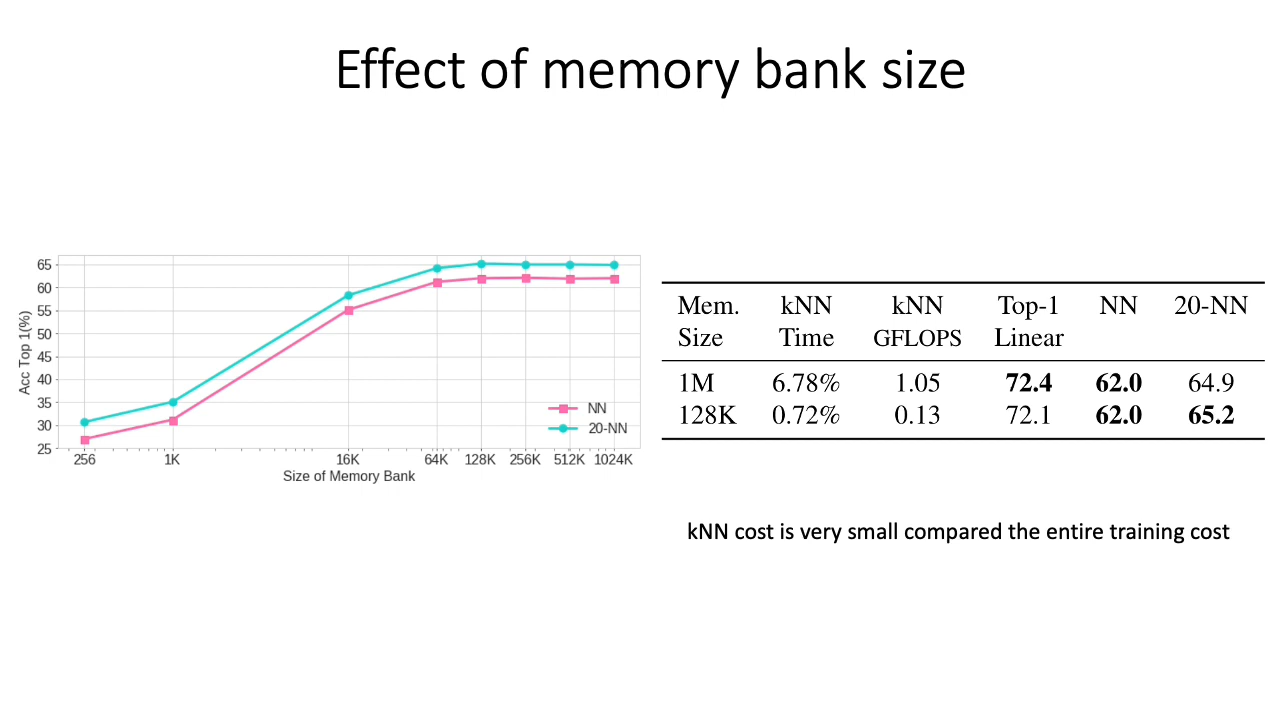 Effect of memory bank size
65
60
55
50
45
40
35
30
25
Acc Top 1(%)
NN
20-NN
256 1K 16K 64K 128K 256K 512K 1024K
Size of Memory Bank
Mem. kNN kNN Top-1 NN 20-NN
Size Time GFLOPS Linear
1M 6.78% 1.05 72.4 62.0 64.9
128K 0.72% 0.13 72.1 62.0 65.2
kNN cost is very small compared the entire training cost